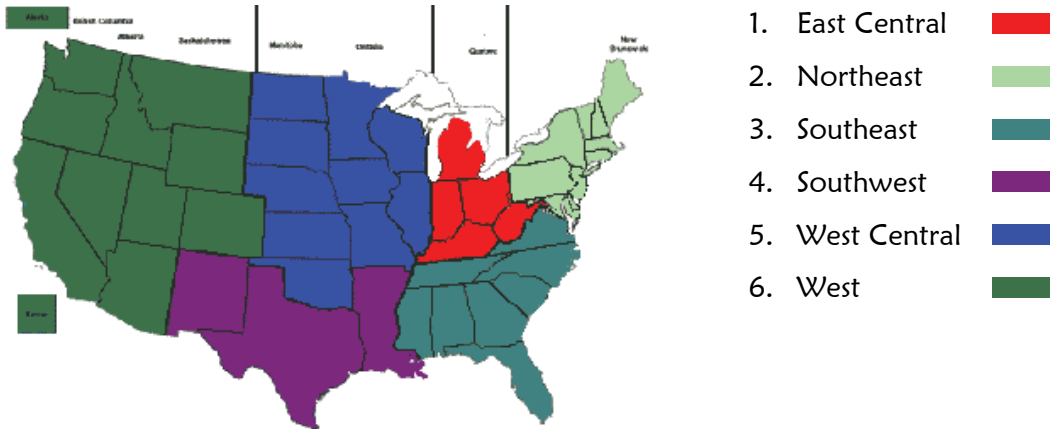 Alaska
British Columbia
Alberta
Saskatchewan
Manitoba
Ontario
Quebec
New
Brunswick
1. East Central
2. Northeast
3. Southeast
4. Southwest
5. West Central
6. West